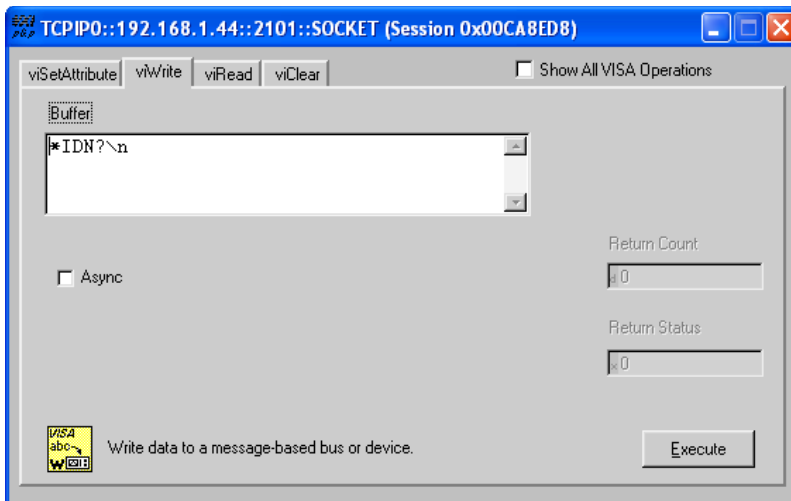 TCPIP0::192.168.1.44::2101::SOCKET (Session 0x00CA8ED8)
viSetAttribute viWrite viRead viClear Show All VISA Operations
Buffer
*IDN?\n
Return Count
Async
d 0
Return Status
x 0
VISA
abc
W
Write data to a message-based bus or device.
Execute